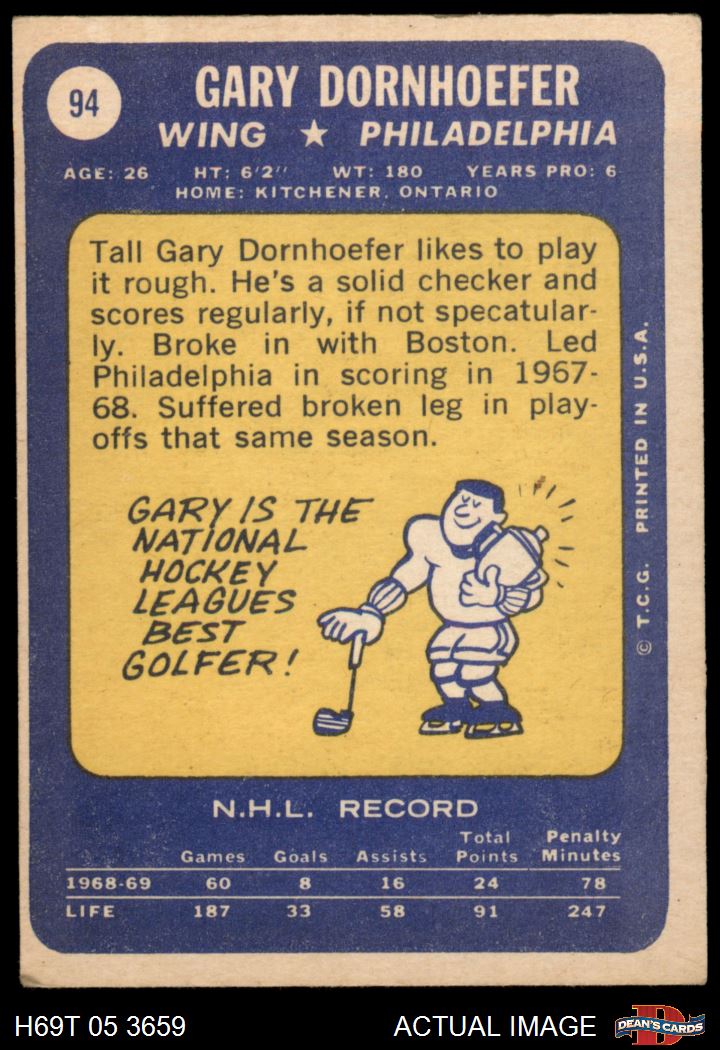 94
GARY DORNHOEFER
WING ★ PHILADELPHIA
AGE: 26 HT: 6'2" WT: 180 YEARS PRO: 6
HOME: KITCHENER, ONTARIO
Tall Gary Dornhoefer likes to play
it rough. He's a solid checker and
scores regularly, if not specatular-
ly. Broke in with Boston. Led
Philadelphia in scoring in 1967-
68. Suffered broken leg in play-
offs that same season.
GARY IS THE
NATIONAL
HOCKEY
LEAGUES
BEST
GOLFER!
© T.C.G. PRINTED IN U.S.A.
N.H.L. RECORD
Games Goals Assists Total Points Penalty Minutes
1968-69 60 8 16 24 78
LIFE 187 33 58 91 247
H69T 05 3659 ACTUAL IMAGE
D
DEAN'S CARDS